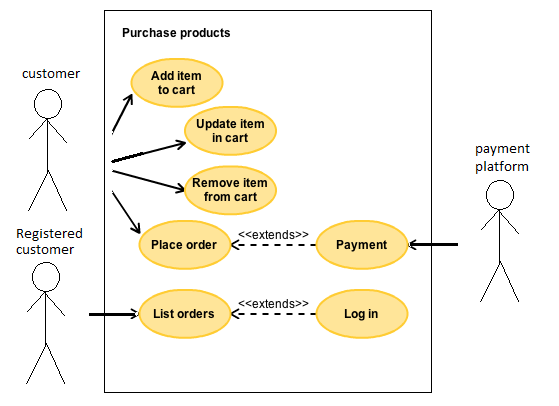 Purchase products
customer
Add item
to cart
Update item
in cart
Remove item
from cart
payment
platform
Registered
customer
Place order
<<extends>>
Payment
List orders
<<extends>>
Log in